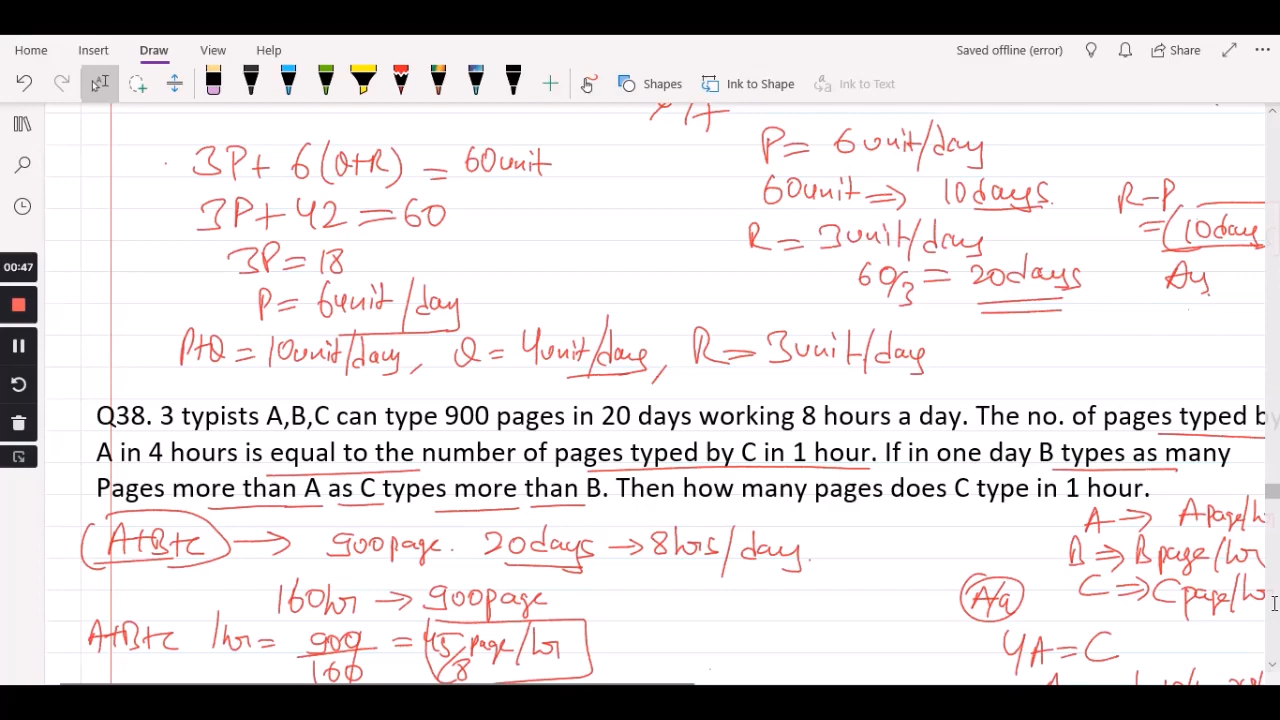 Home Insert Draw View Help Saved offline (error) Share
Shapes Ink to Shape Ink to Text
3P + 6(Q+R) = 60unit
3P + 42 = 60
3P = 18
P = 6unit/day
P+Q = 10unit/day, Q = 4unit/day, R = 3unit/day
P = 6unit/day
60unit ⇒ 10days.
R = 3unit/day
60/3 = 20days
R-P
= 10day
00:47
Q38. 3 typists A,B,C can type 900 pages in 20 days working 8 hours a day. The no. of pages typed by
A in 4 hours is equal to the number of pages typed by C in 1 hour. If in one day B types as many
Pages more than A as C types more than B. Then how many pages does C type in 1 hour.
A+B+C → 900page. 20days → 8hrs/day.
160hr → 900page
A+B+C /hr = 900/160 = 45/8 page/hr
A → A page/h
B ⇒ B page/hr
C ⇒ C page/h
A/q
4A = C